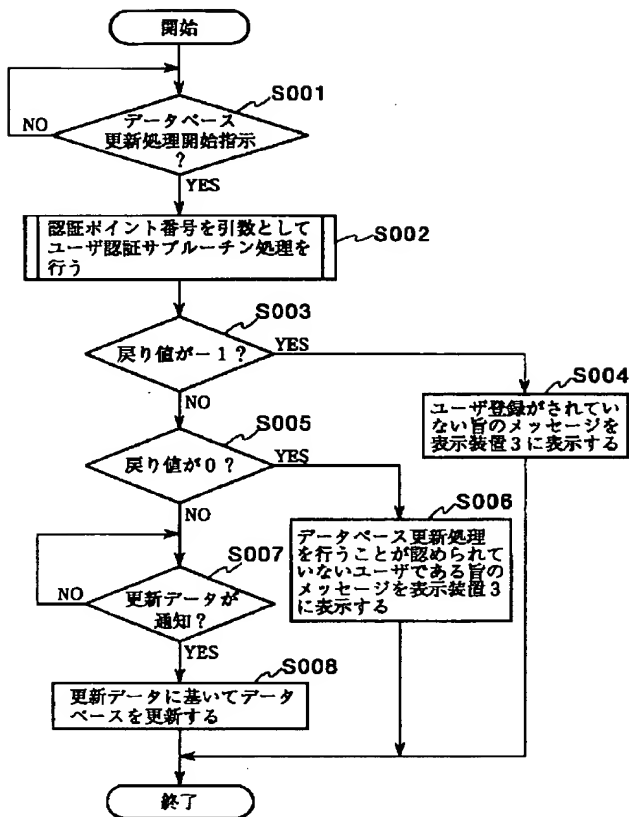 開始
S001
データベース
更新処理開始指示
?
NO
YES
認証ポイント番号を引数として
ユーザ認証サブルーチン処理を
行う
S002
S003
戻り値が−1?
YES
NO
S004
ユーザ登録がされてい
ない旨のメッセージを
表示装置3に表示する
S005
戻り値が0?
YES
NO
S006
データベース更新処理
を行うことが認められて
いないユーザである旨の
メッセージを表示装置3
に表示する
S007
更新データが
通知?
NO
YES
S008
更新データに基いてデータ
ベースを更新する
終了